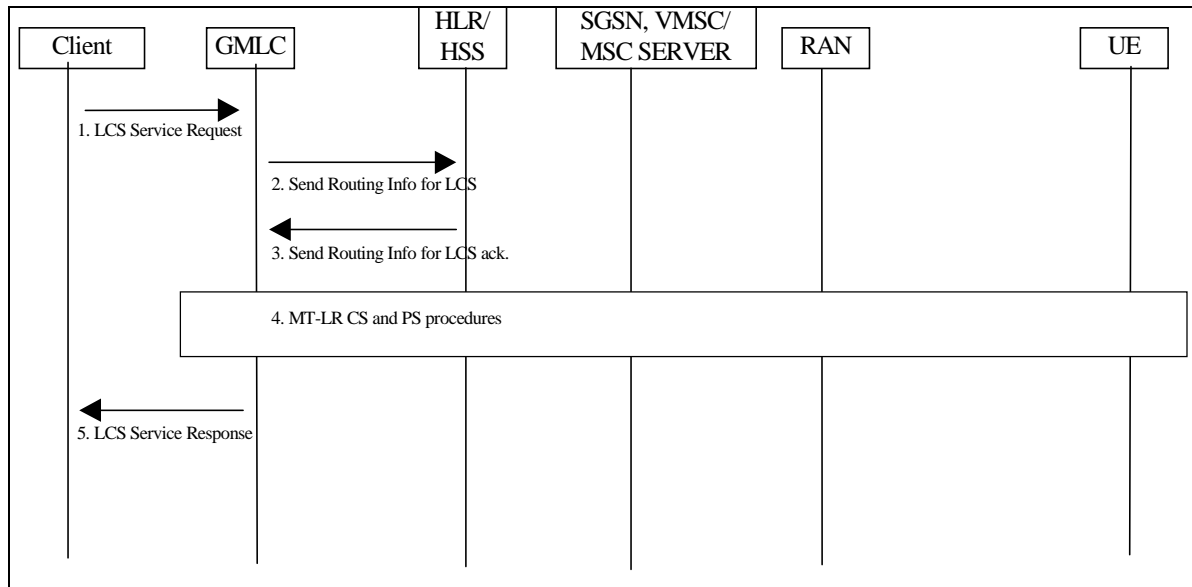 Client
GMLC
HLR/
HSS
SGSN, VMSC/
MSC SERVER
RAN
UE
1. LCS Service Request
2. Send Routing Info for LCS
3. Send Routing Info for LCS ack.
4. MT-LR CS and PS procedures
5. LCS Service Response